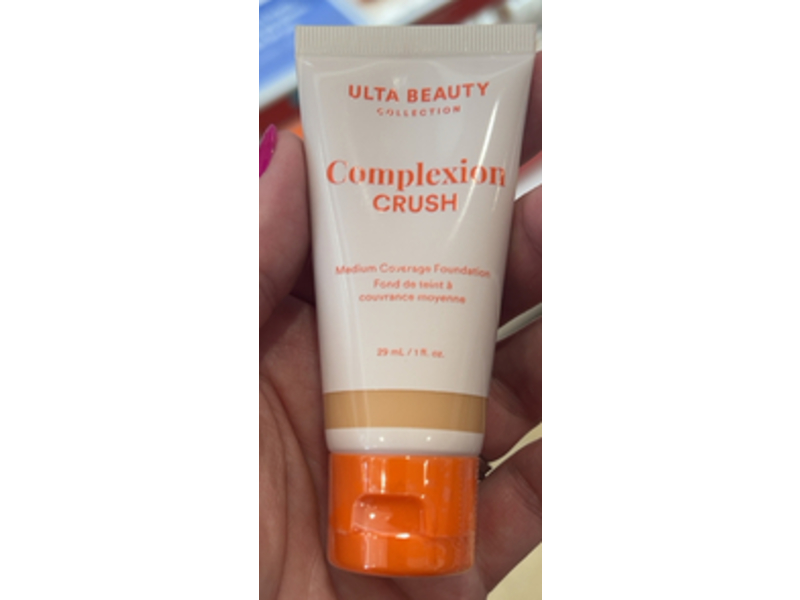 ULTA BEAUTY
COLLECTION
Complexion
CRUSH
Medium Coverage Foundation
Fond de teint à
couvrance moyenne
29 mL / 1 fl. oz.